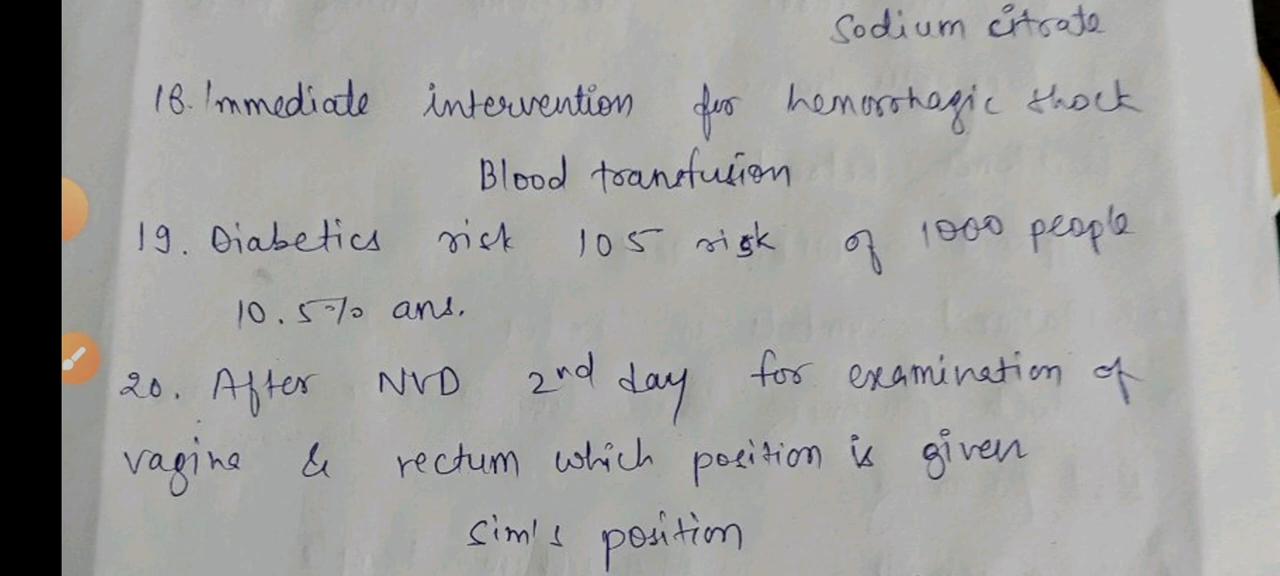 Sodium citrate
18. Immediate intervention for hemorrhagic shock
Blood transfusion
19. Diabetics risk 105 risk of 1000 people
10.5% ans.
20. After NVD 2nd day for examination of
vagina & rectum which position is given
Sim's position